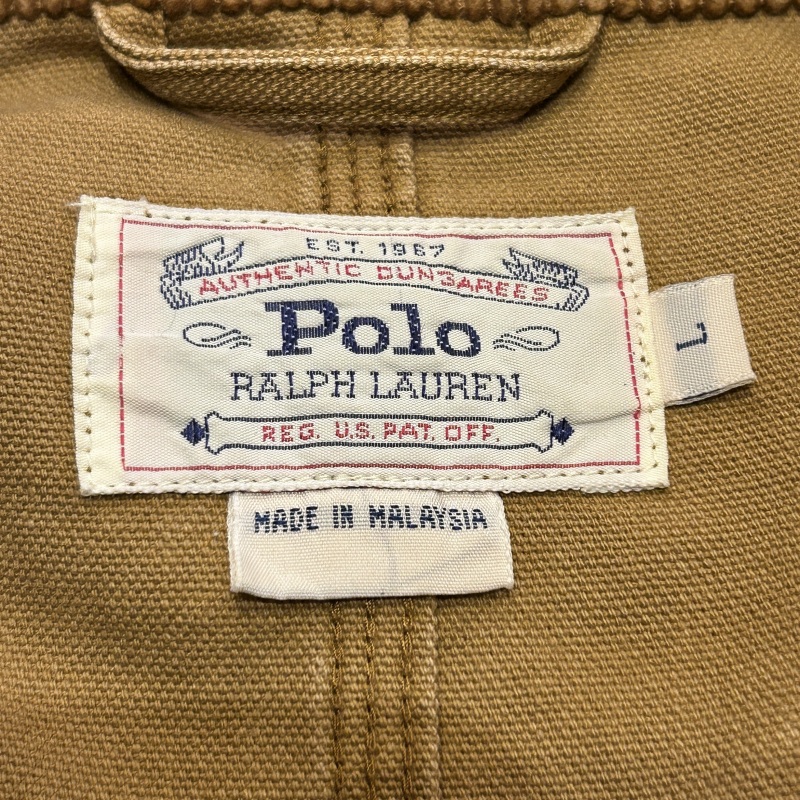 EST. 1967
AUTHENTIC DUNGAREES
Polo
RALPH LAUREN
REG. U.S. PAT. OFF.
L
MADE IN MALAYSIA